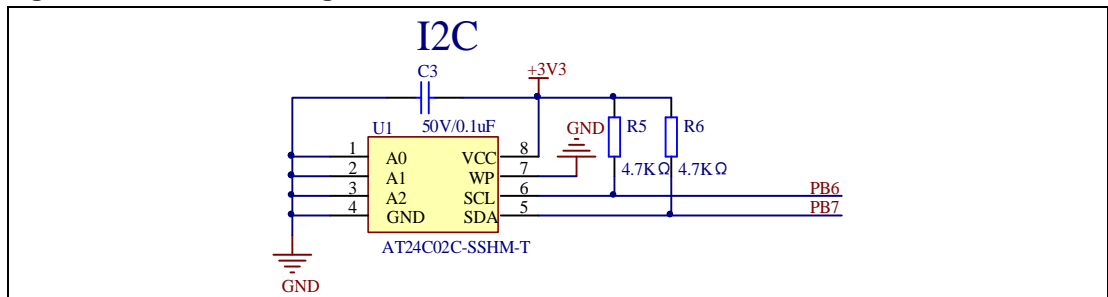 I2C
C3
+3V3
U1
50V/0.1uF
GND
R5
R6
1
A0
VCC
8
2
A1
WP
7
4.7KΩ
4.7KΩ
3
A2
SCL
6
PB6
4
GND
SDA
5
PB7
AT24C02C-SSHM-T
GND